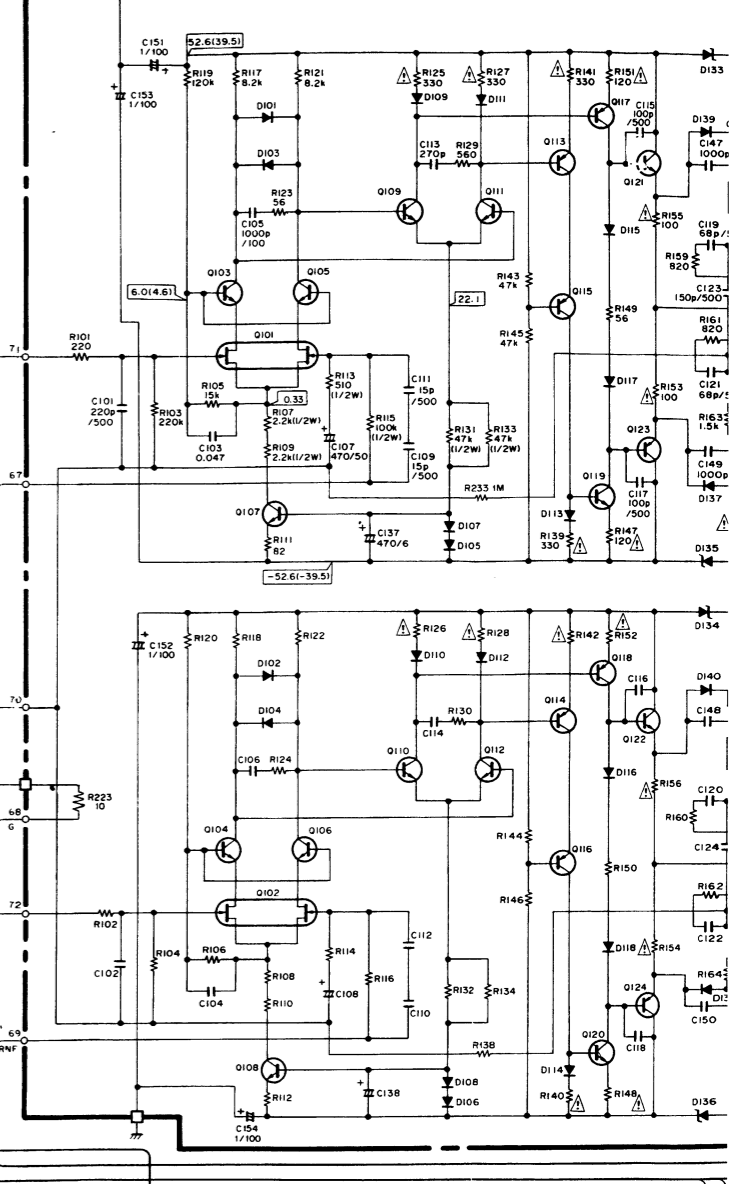 C151
1/100
+
52.6(39.5)
+
C153
1/100
R119
120k
R117
8.2k
R121
8.2k
R125
330
R127
330
R141
330
R151
120
D133
D109
D111
Q117
C115
100p
/500
D101
D139
C147
1000p
D103
C113
270p
R129
560
Q113
Q121
R123
56
Q109
Q111
C105
1000p
/100
R155
100
D115
C119
68p/5
R159
820
Q103
Q105
R143
47k
Q115
C123
150p/500
6.0(4.6)
22.1
R149
56
R161
820
R145
47k
Q101
71
R101
220
R113
510
(1/2W)
C111
15p
/500
D117
C121
68p/5
R105
15k
0.33
R153
100
C101
220p
/500
R103
220k
R107
2.2k(1/2W)
R115
100k
(1/2W)
R163
1.5k
C103
0.047
R109
2.2k(1/2W)
C107
470/50
C109
15p
/500
R131
47k
(1/2W)
R133
47k
(1/2W)
Q123
C149
1000p
67
R233 1M
Q119
C117
100p
/500
D137
Q107
D113
C137
470/6
D107
R111
82
D105
R139
330
R147
120
D135
-52.6(-39.5)
D134
+
C152
1/100
R120
R118
R122
R126
R128
R142
R152
D110
D112
Q118
D102
C116
D140
70
D104
C114
R130
Q114
C148
Q122
C106
R124
Q110
Q112
D116
R156
R223
10
C120
68
G
R160
Q104
Q106
R144
Q116
C124
R150
Q102
R146
R162
72
R102
C112
C122
R104
R106
R114
D118
R154
C102
R108
R116
R164
C104
R110
C108
C110
R132
R134
Q124
C150
69
RNF
R138
Q120
C118
Q108
D114
+
C138
D108
R112
D106
R140
R148
D136
+
C154
1/100